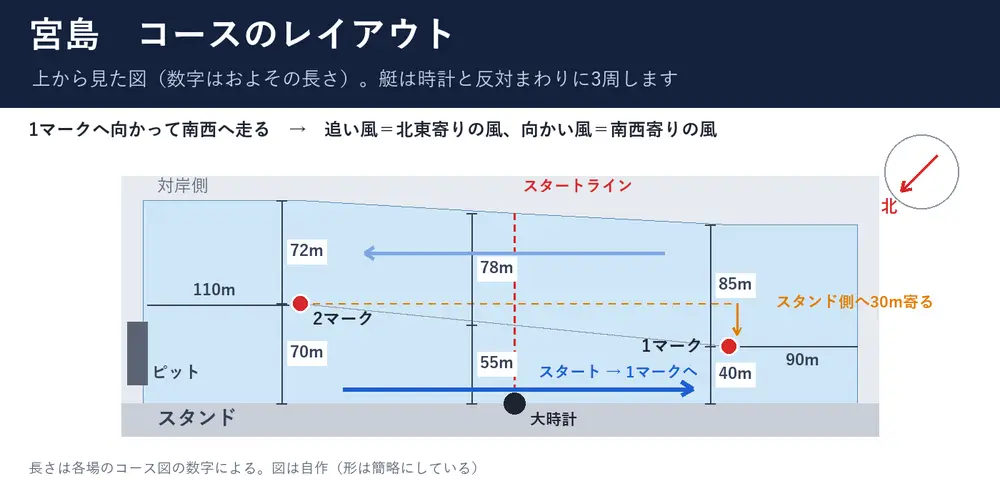 宮島　コースのレイアウト
上から見た図（数字はおよその長さ）。艇は時計と反対まわりに3周します
1マークへ向かって南西へ走る　→　追い風＝北東寄りの風、向かい風＝南西寄りの風
北
対岸側
スタートライン
72m
78m
85m
110m
スタンド側へ30m寄る
2マーク
1マーク
90m
70m
55m
40m
ピット
スタート → 1マークへ
スタンド
大時計
長さは各場のコース図の数字による。図は自作（形は簡略にしている）